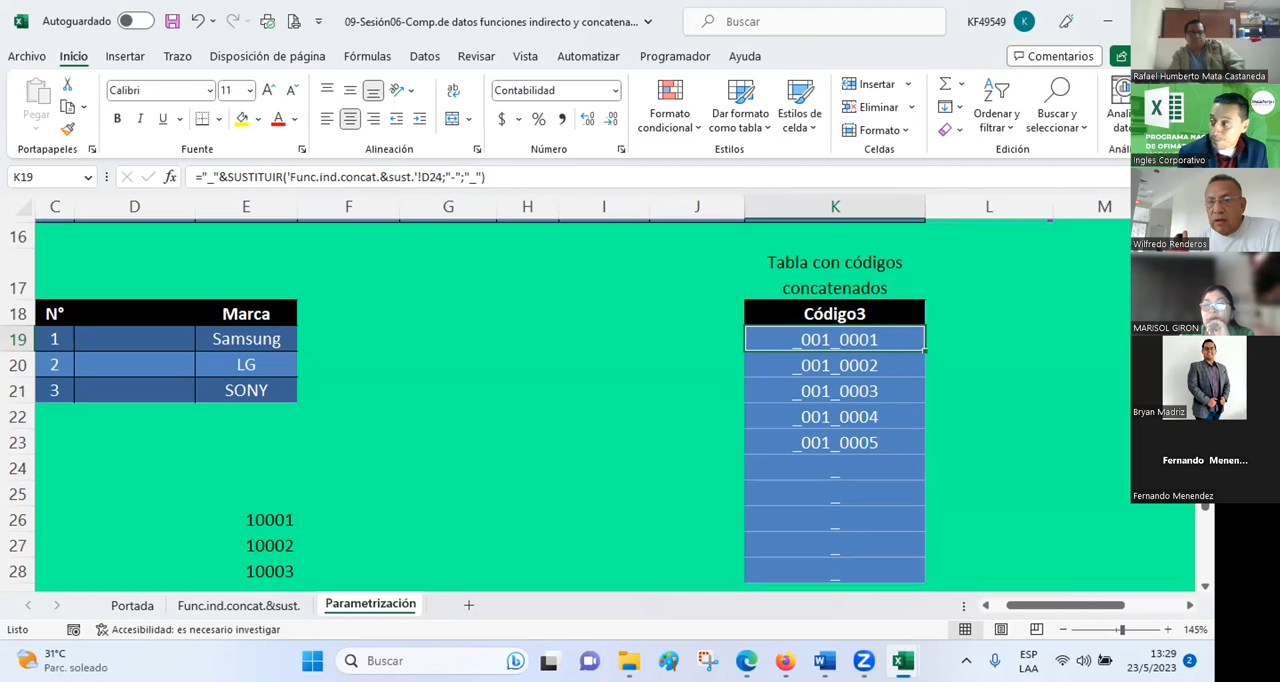 Autoguardado
09-Sesión06-Comp.de datos funciones indirecto y concatena...
Buscar
KF49549
K
Archivo Inicio Insertar Trazo Disposición de página Fórmulas Datos Revisar Vista Automatizar Programador Ayuda
Comentarios
Pegar
Calibri
11
Contabilidad
Formato condicional
Dar formato como tabla
Estilos de celda
Insertar
Eliminar
Formato
Ordenar y filtrar
Buscar y seleccionar
Portapapeles Fuente Alineación Número Estilos Celdas Edición
K19
="_"&SUSTITUIR('Func.ind.concat.&sust.'!D24;"-";"_")
C D E F G H I J K L M
16
17 Tabla con códigos concatenados
18 N° Marca Código3
19 1 Samsung _001_0001
20 2 LG _001_0002
21 3 SONY _001_0003
22 _001_0004
23 _001_0005
24 _
25 _
26 10001 _
27 10002 _
28 10003 _
Portada Func.ind.concat.&sust. Parametrización
Listo
Accesibilidad: es necesario investigar
145%
31°C
Parc. soleado
Buscar
ESP
LAA
13:29
23/5/2023
2
Rafael Humberto Mata Castaneda
Ingles Corporativo
Wilfredo Renderos
MARISOL GIRON
Bryan Madriz
Fernando Menen...
Fernando Menendez